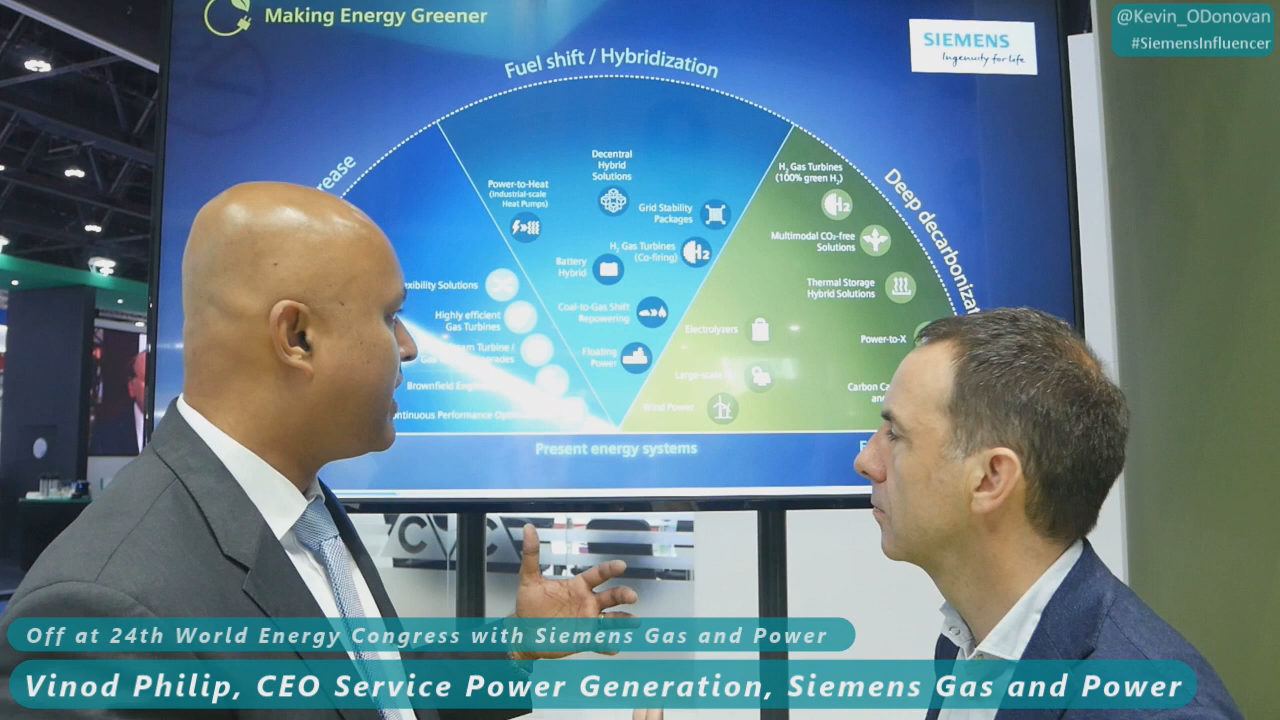 Making Energy Greener
@Kevin_ODonovan
#SiemensInfluencer
SIEMENS
Ingenuity for life
Fuel shift / Hybridization
Decentral
Hybrid
Solutions
Power-to-Heat
(Industrial-scale
Heat Pumps)
Grid Stability
Packages
H₂ Gas Turbines
(Co-firing)
H2
Battery
Hybrid
Coal-to-Gas Shift
Repowering
Floating
Power
Highly efficient
Gas Turbines
Solutions
Brownfield
Deep
H₂ Gas Turbines
(100% green H₂)
H2
Multimodal CO₂-free
Solutions
Thermal Storage
Hybrid Solutions
Electrolyzers
Power-to-X
Wind Power
Carbon
Present energy systems
Off at 24th World Energy Congress with Siemens Gas and Power
Vinod Philip, CEO Service Power Generation, Siemens Gas and Power